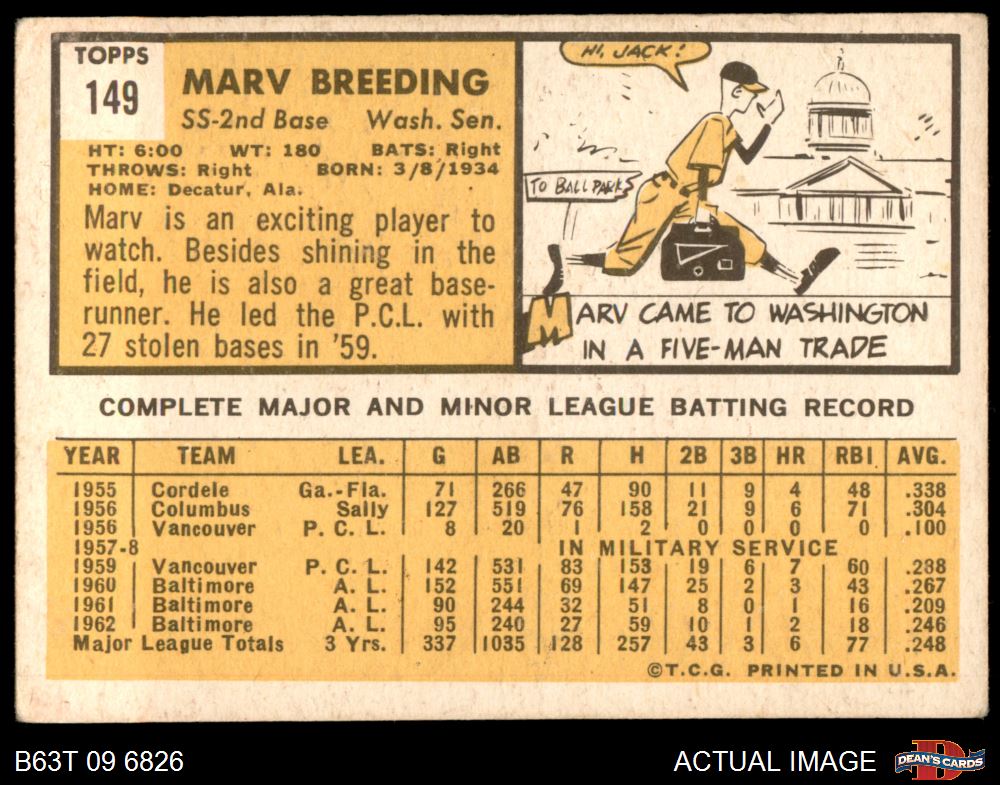 TOPPS
149
MARV BREEDING
SS-2nd Base Wash. Sen.
HT: 6:00 WT: 180 BATS: Right
THROWS: Right BORN: 3/8/1934
HOME: Decatur, Ala.
Marv is an exciting player to
watch. Besides shining in the
field, he is also a great base-
runner. He led the P.C.L. with
27 stolen bases in '59.
HI, JACK!
TO BALL PARK
MARV CAME TO WASHINGTON
IN A FIVE-MAN TRADE
COMPLETE MAJOR AND MINOR LEAGUE BATTING RECORD
YEAR TEAM LEA. G AB R H 2B 3B HR RBI AVG.
1955 Cordele Ga.-Fla. 71 266 47 90 11 9 4 48 .338
1956 Columbus Sally 127 519 76 158 21 9 6 71 .304
1956 Vancouver P. C. L. 8 20 1 2 0 0 0 0 .100
1957-8 IN MILITARY SERVICE
1959 Vancouver P. C. L. 142 531 83 153 19 6 7 60 .288
1960 Baltimore A. L. 152 551 69 147 25 2 3 43 .267
1961 Baltimore A. L. 90 244 32 51 8 0 1 16 .209
1962 Baltimore A. L. 95 240 27 59 10 1 2 18 .246
Major League Totals 3 Yrs. 337 1035 128 257 43 3 6 77 .248
©T.C.G. PRINTED IN U.S.A.
B63T 09 6826 ACTUAL IMAGE DEAN'S CARDS